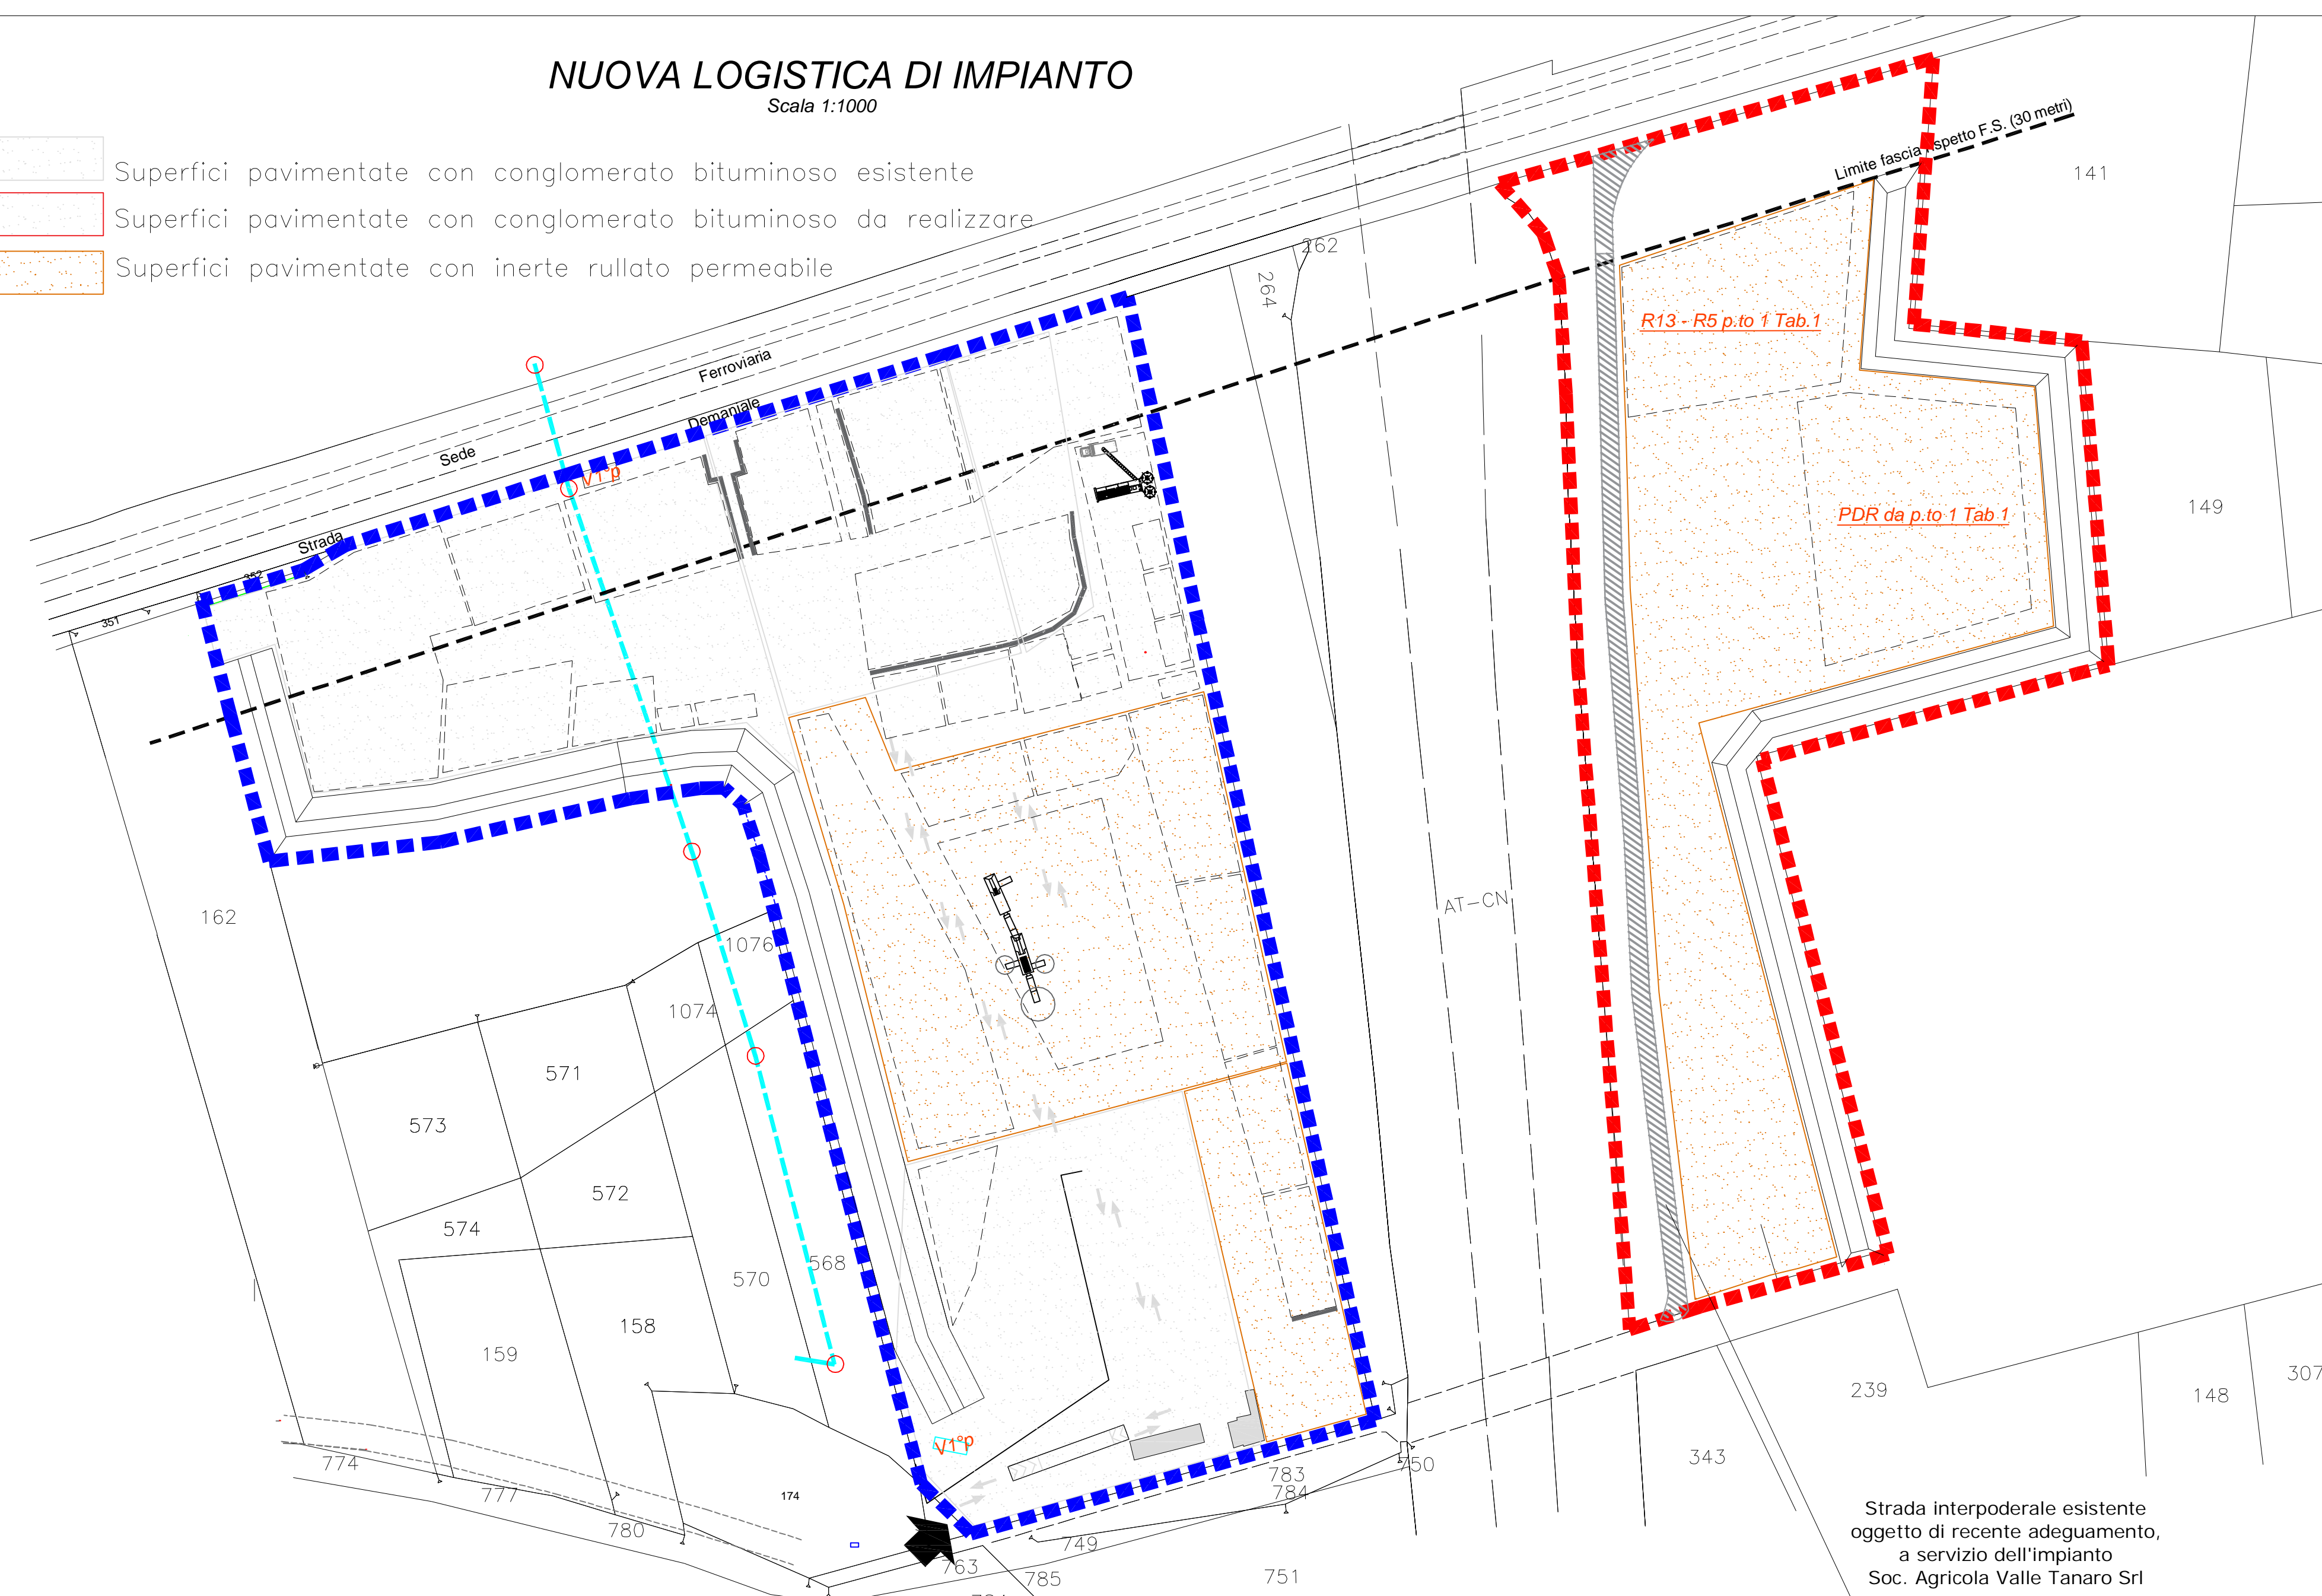 NUOVA LOGISTICA DI IMPIANTO
Scala 1:1000
Superfici pavimentate con conglomerato bituminoso esistente
Superfici pavimentate con conglomerato bituminoso da realizzare
Superfici pavimentate con inerte rullato permeabile
Limite fascia rispetto F.S. (30 metri)
141
262
264
R13 - R5 p.to 1 Tab.1
Ferroviaria
Demaniale
Sede
Strada
V1°p
PDR da p.to 1 Tab 1
149
352
351
AT-CN
162
1076
1074
571
573
572
574
568
570
158
159
239
148
307
343
V1°p
774
777
780
174
783
784
750
749
763
785
751
Strada interpoderale esistente
oggetto di recente adeguamento,
a servizio dell'impianto
Soc. Agricola Valle Tanaro Srl